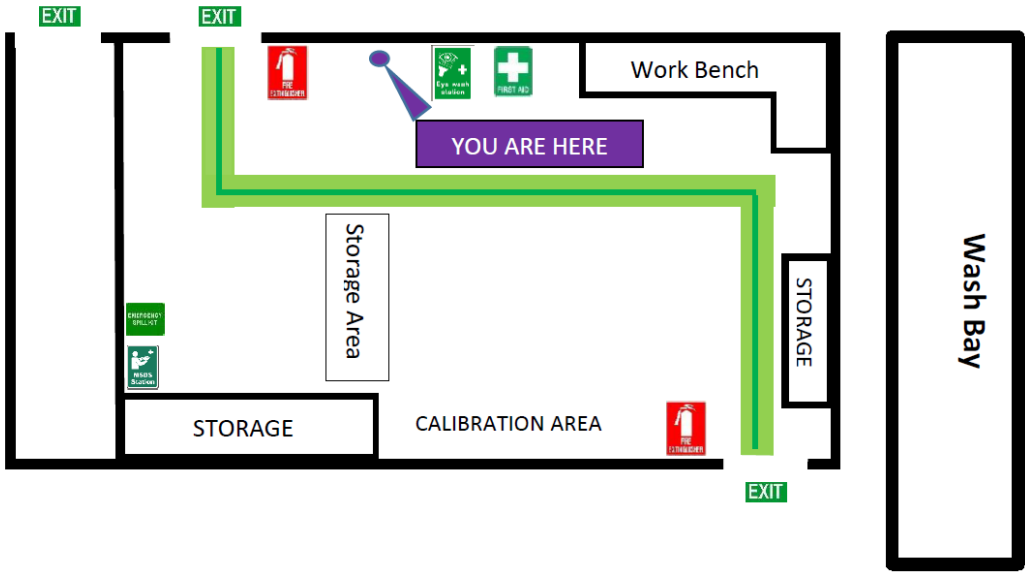 EXIT
EXIT
FIRE
EXTINGUISHER
Eye wash
station
FIRST AID
Work Bench
YOU ARE HERE
Storage Area
STORAGE
Wash Bay
EMERGENCY
SPILL KIT
MSDS
Station
STORAGE
CALIBRATION AREA
FIRE
EXTINGUISHER
EXIT